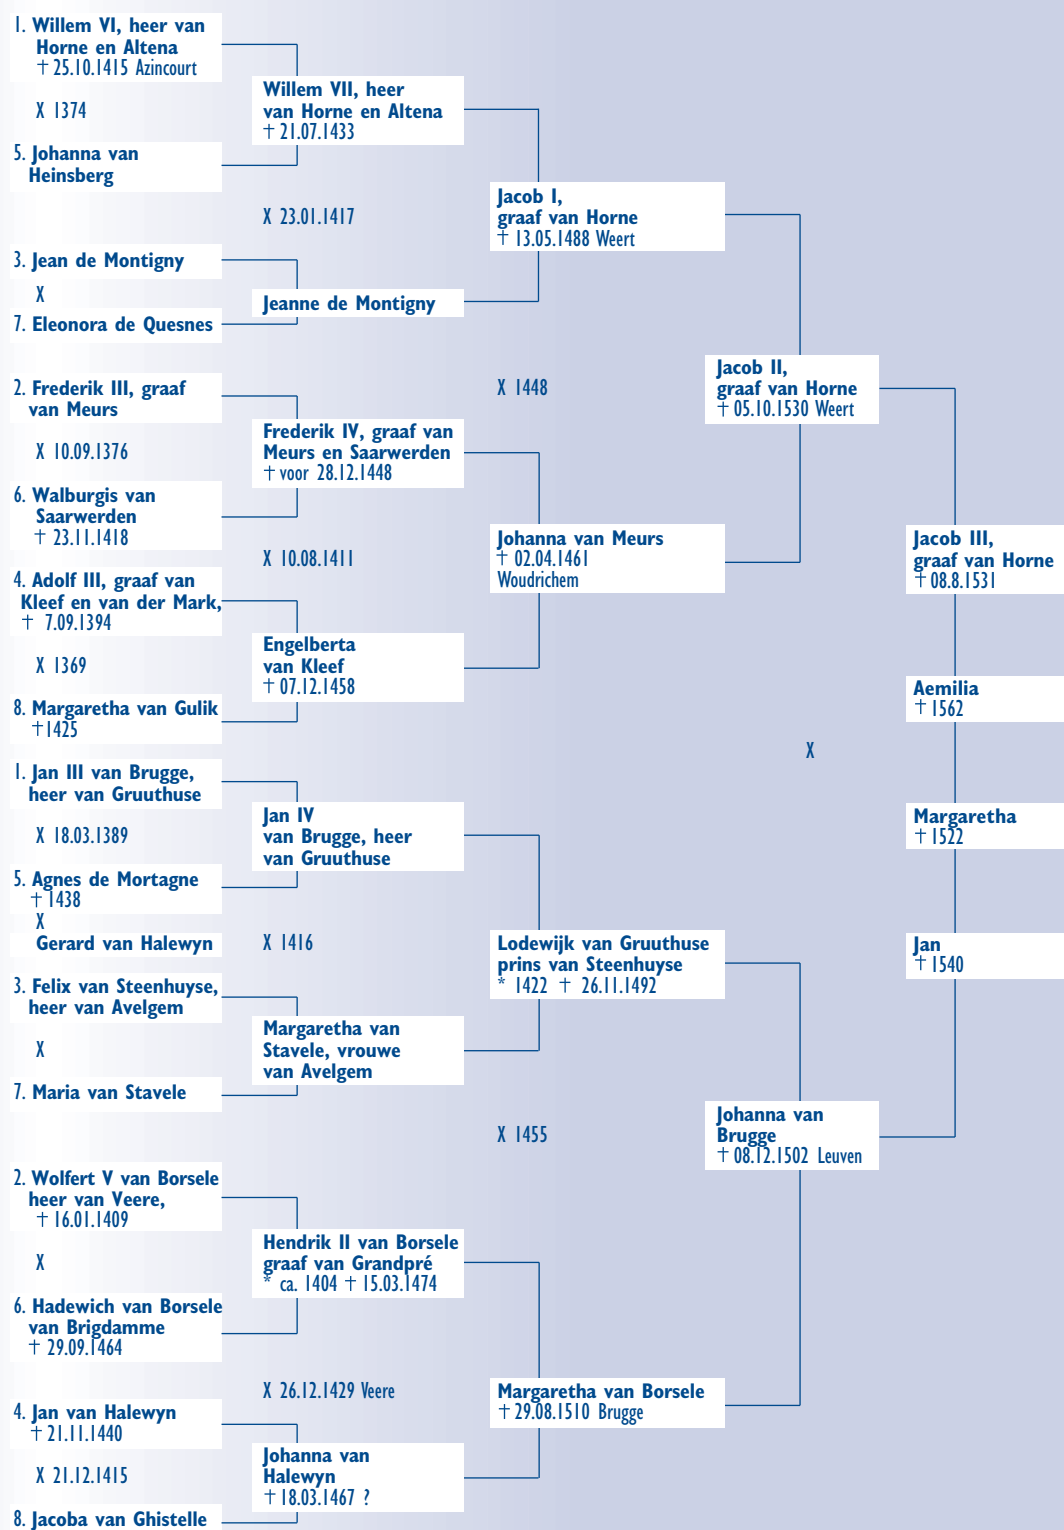 1. Willem VI, heer van
Horne en Altena
† 25.10.1415 Azincourt
X 1374
5. Johanna van
Heinsberg
3. Jean de Montigny
X
7. Eleonora de Quesnes
2. Frederik III, graaf
van Meurs
X 10.09.1376
6. Walburgis van
Saarwerden
† 23.11.1418
4. Adolf III, graaf van
Kleef en van der Mark,
† 7.09.1394
X 1369
8. Margaretha van Gulik
†1425
1. Jan III van Brugge,
heer van Gruuthuse
X 18.03.1389
5. Agnes de Mortagne
† 1438
X
Gerard van Halewyn
3. Felix van Steenhuyse,
heer van Avelgem
X
7. Maria van Stavele
2. Wolfert V van Borsele
heer van Veere,
† 16.01.1409
X
6. Hadewich van Borsele
van Brigdamme
† 29.09.1464
4. Jan van Halewyn
† 21.11.1440
X 21.12.1415
8. Jacoba van Ghistelle
Willem VII, heer
van Horne en Altena
† 21.07.1433
X 23.01.1417
Jeanne de Montigny
Frederik IV, graaf van
Meurs en Saarwerden
† voor 28.12.1448
X 10.08.1411
Engelberta
van Kleef
† 07.12.1458
Jan IV
van Brugge, heer
van Gruuthuse
X 1416
Margaretha van
Stavele, vrouwe
van Avelgem
Hendrik II van Borsele
graaf van Grandpré
* ca. 1404 † 15.03.1474
X 26.12.1429 Veere
Johanna van
Halewyn
† 18.03.1467 ?
Jacob I,
graaf van Horne
† 13.05.1488 Weert
X 1448
Johanna van Meurs
† 02.04.1461
Woudrichem
Lodewijk van Gruuthuse
prins van Steenhuyse
* 1422 † 26.11.1492
X 1455
Margaretha van Borsele
† 29.08.1510 Brugge
Jacob II,
graaf van Horne
† 05.10.1530 Weert
X
Johanna van
Brugge
† 08.12.1502 Leuven
Jacob III,
graaf van Horne
† 08.8.1531
Aemilia
† 1562
Margaretha
† 1522
Jan
† 1540